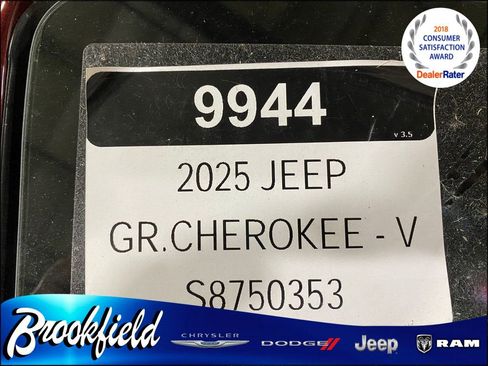 2018
CONSUMER
SATISFACTION
AWARD
DealerRater
9944
v 3.5
2025 JEEP
GR.CHEROKEE - V
S8750353
Brookfield
CHRYSLER
DODGE
Jeep
RAM